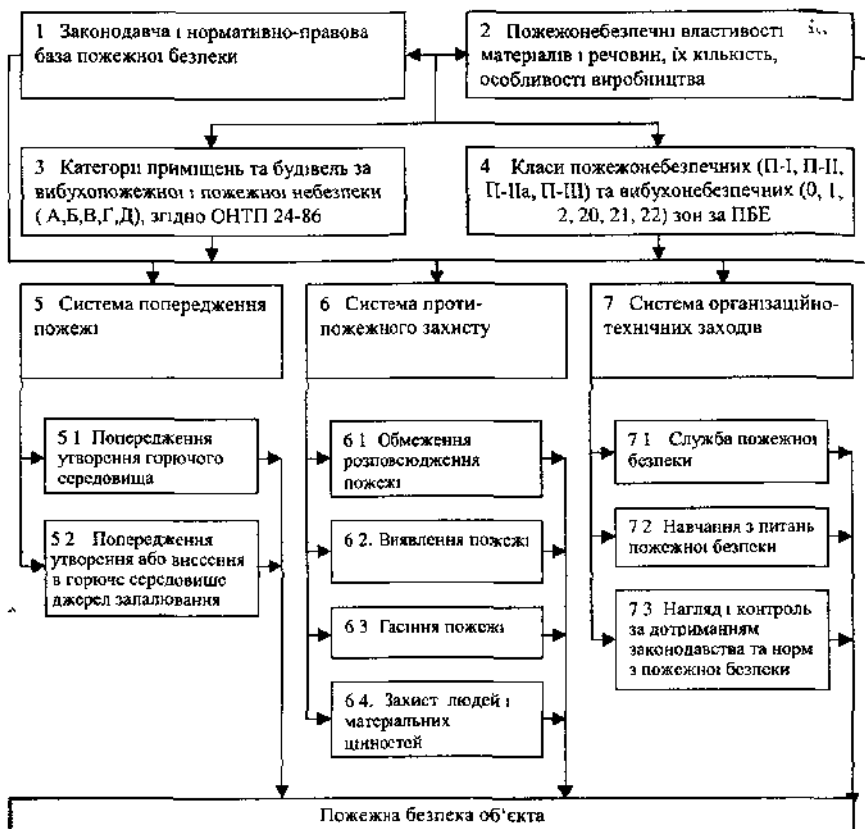 1 Законодавча і нормативно-правова
база пожежної безпеки
2 Пожежонебезпечні властивості
матеріалів і речовин, їх кількість,
особливості виробництва
3 Категорії приміщень та будівель за
вибухопожежної і пожежної небезпеки
( А,Б,В,Г,Д), згідно ОНТП 24-86
4 Класи пожежонебезпечних (П-І, П-ІІ,
П-ІІа, П-ІІІ) та вибухонебезпечних (0, 1,
2, 20, 21, 22) зон за ПБЕ
5 Система попередження
пожежі
6 Система проти-
пожежного захисту
7 Система організаційно-
технічних заходів
5 1 Попередження
утворення горючого
середовища
5 2 Попередження
утворення або внесення
в горюче середовище
джерел запалювання
6 1 Обмеження
розповсюдження
пожежі
6 2. Виявлення пожежі
6 3 Гасіння пожежі
6 4. Захист людей і
матеріальних
цінностей
7 1 Служба пожежної
безпеки
7 2 Навчання з питань
пожежної безпеки
7 3 Нагляд і контроль
за дотриманням
законодавства та норм
з пожежної безпеки
Пожежна безпека об'єкта